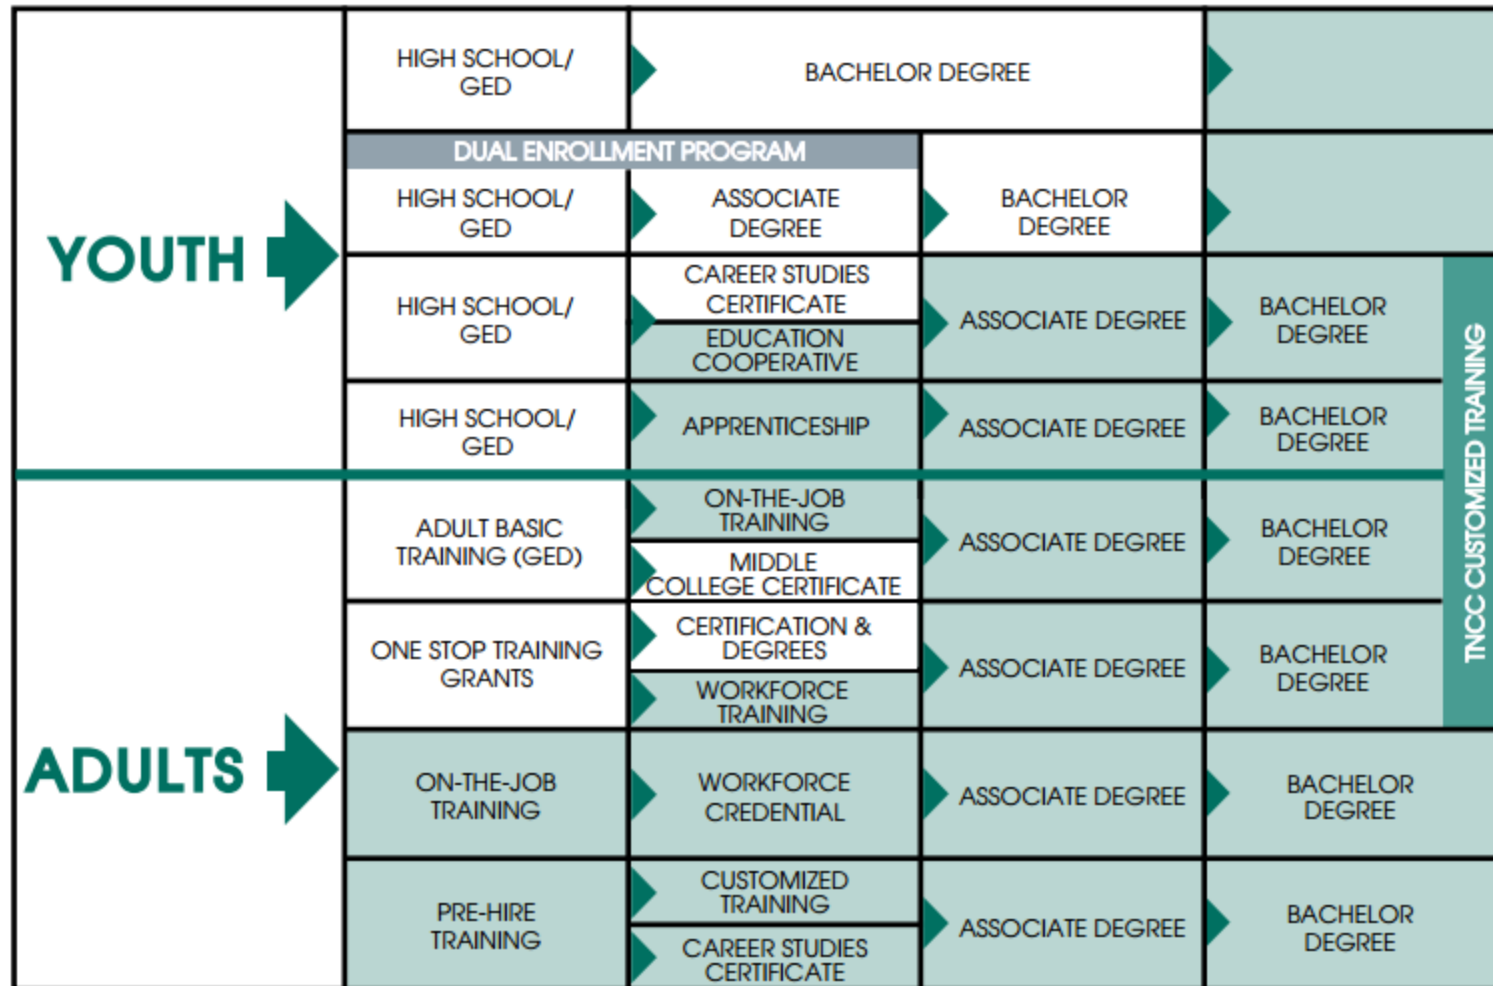 HIGH SCHOOL/
GED
BACHELOR DEGREE
DUAL ENROLLMENT PROGRAM
HIGH SCHOOL/
GED
ASSOCIATE
DEGREE
BACHELOR
DEGREE
YOUTH
HIGH SCHOOL/
GED
CAREER STUDIES
CERTIFICATE
EDUCATION
COOPERATIVE
ASSOCIATE DEGREE
BACHELOR
DEGREE
HIGH SCHOOL/
GED
APPRENTICESHIP
ASSOCIATE DEGREE
BACHELOR
DEGREE
TNCC CUSTOMIZED TRAINING
ADULTS
ADULT BASIC
TRAINING (GED)
ON-THE-JOB
TRAINING
MIDDLE
COLLEGE CERTIFICATE
ASSOCIATE DEGREE
BACHELOR
DEGREE
ONE STOP TRAINING
GRANTS
CERTIFICATION &
DEGREES
WORKFORCE
TRAINING
ASSOCIATE DEGREE
BACHELOR
DEGREE
ON-THE-JOB
TRAINING
WORKFORCE
CREDENTIAL
ASSOCIATE DEGREE
BACHELOR
DEGREE
PRE-HIRE
TRAINING
CUSTOMIZED
TRAINING
CAREER STUDIES
CERTIFICATE
ASSOCIATE DEGREE
BACHELOR
DEGREE